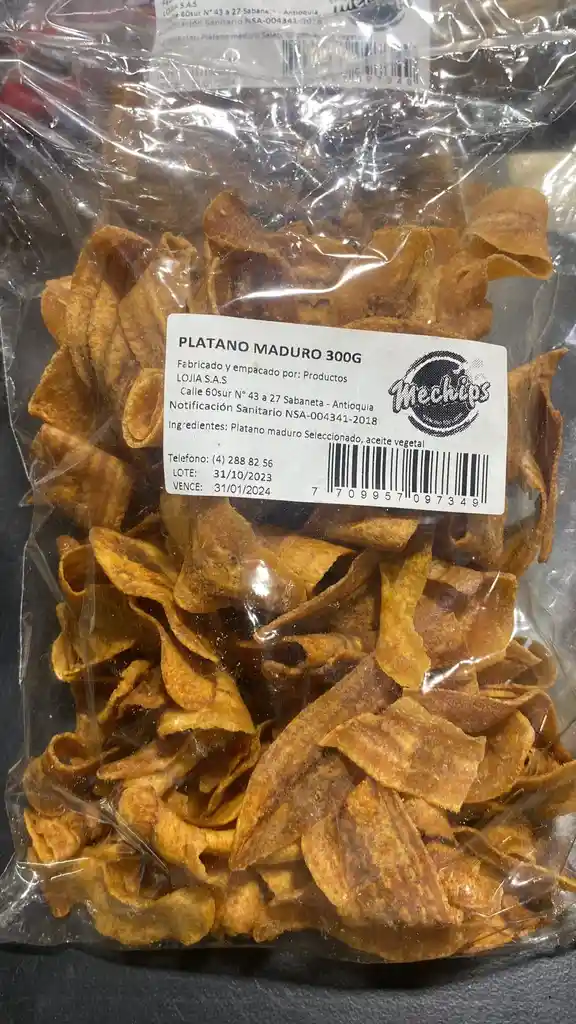 LOJIA S.A.S
PLATANO MADURO 300G
Fabricado y empacado por: Productos
LOJIA S.A.S
Calle 60sur N° 43 a 27 Sabaneta - Antioquia
Notificación Sanitario NSA-004341-2018
Ingredientes: Platano maduro Seleccionado, aceite vegetal
Mechips
Telefono: (4) 288 82 56
LOTE: 31/10/2023
VENCE: 31/01/2024
7 709957 097349